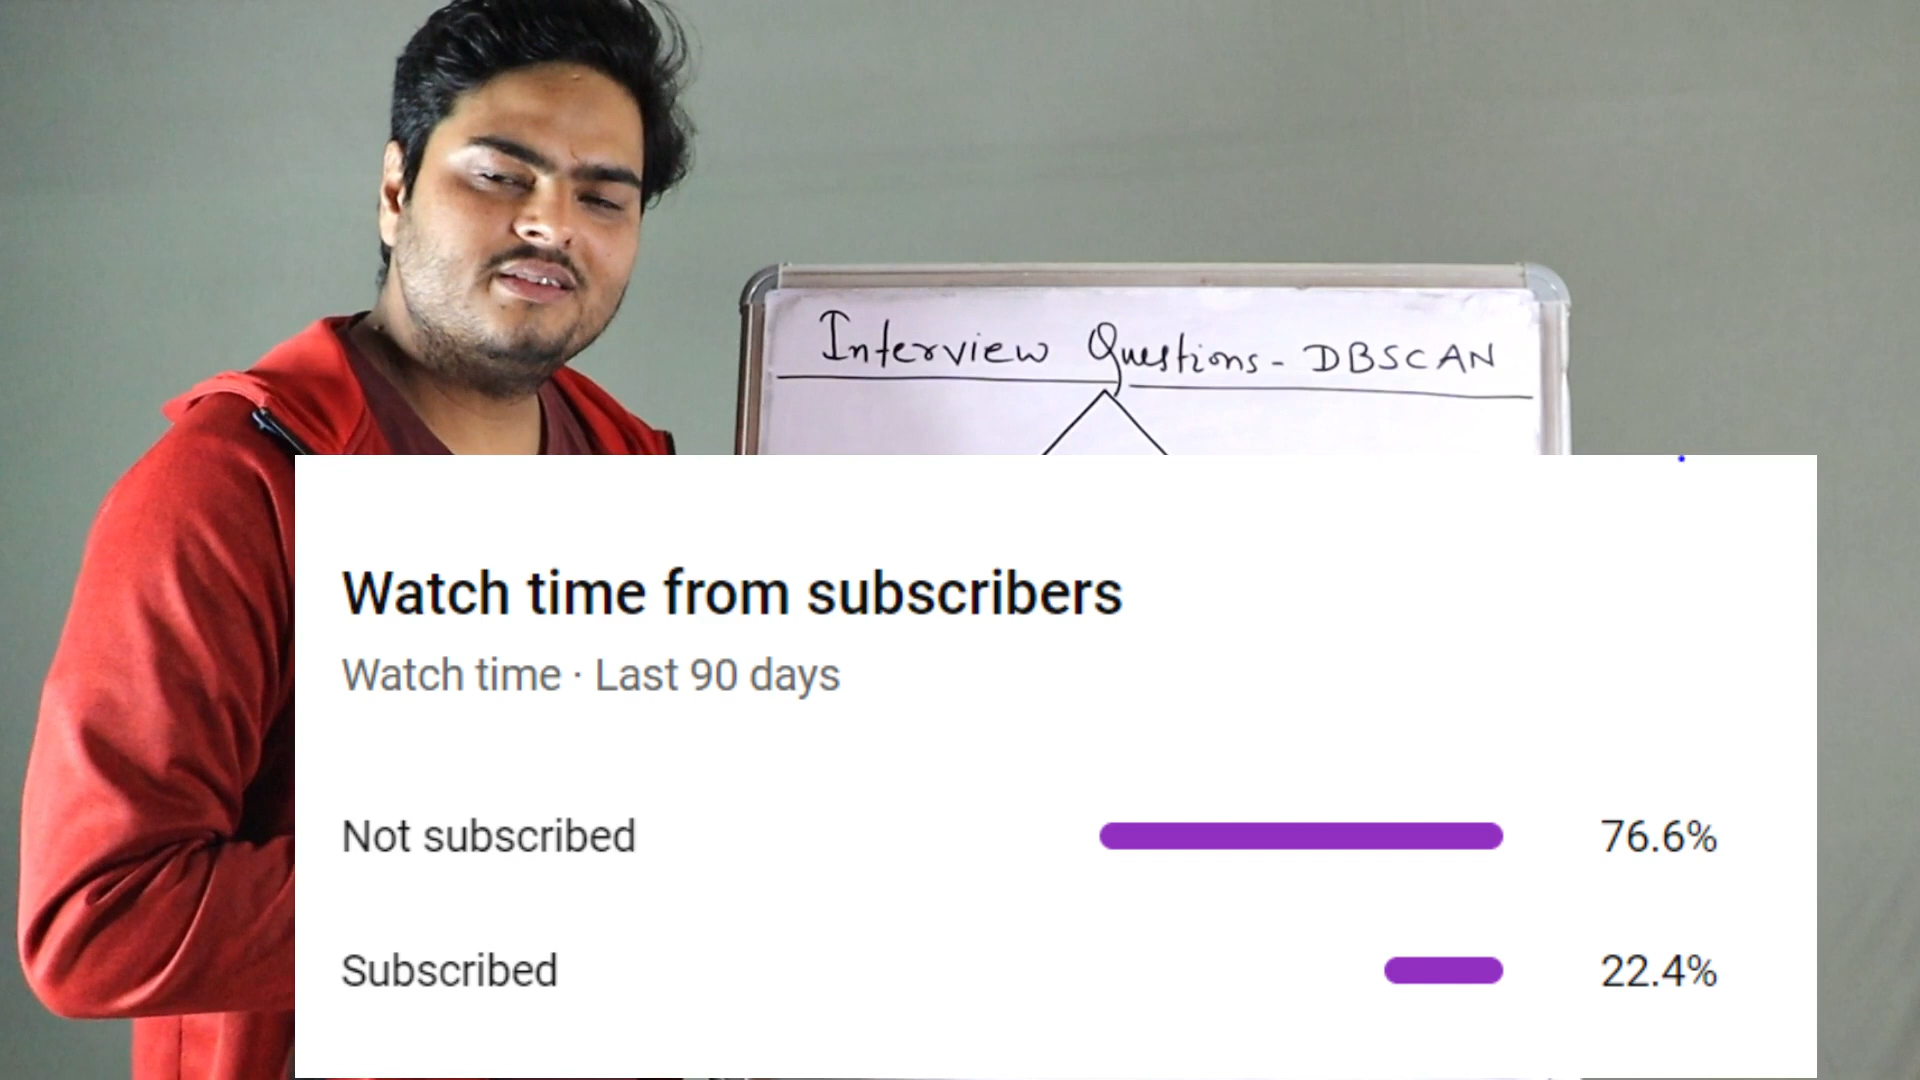 Interview Questions - DBSCAN
Watch time from subscribers
Watch time · Last 90 days
Not subscribed 76.6%
Subscribed 22.4%